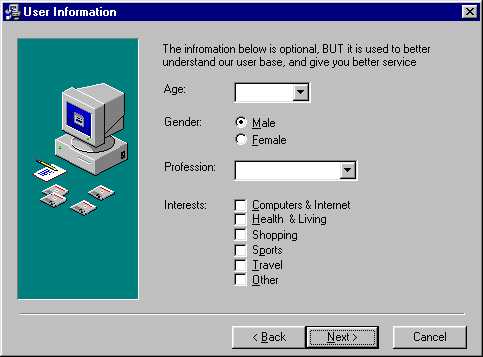 User Information
The infromation below is optional, BUT it is used to better
understand our user base, and give you better service
Age:
Gender:
Male
Female
Profession:
Interests:
Computers & Internet
Health & Living
Shopping
Sports
Travel
Other
< Back
Next >
Cancel